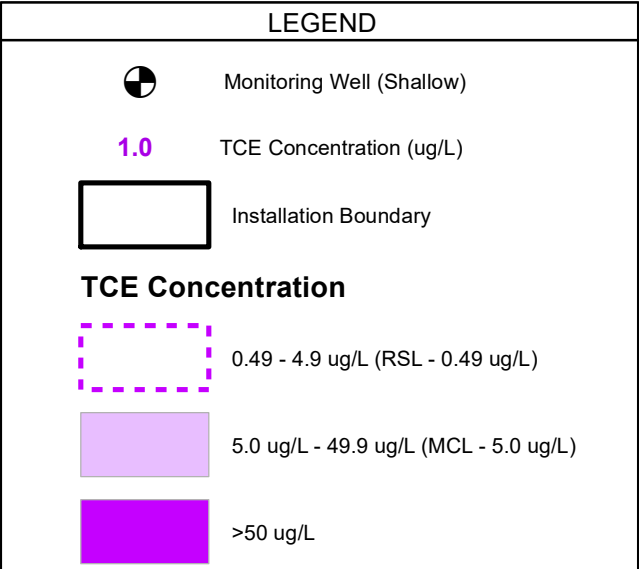 LEGEND
Monitoring Well (Shallow)
1.0 TCE Concentration (ug/L)
Installation Boundary
TCE Concentration
0.49 - 4.9 ug/L (RSL - 0.49 ug/L)
5.0 ug/L - 49.9 ug/L (MCL - 5.0 ug/L)
>50 ug/L